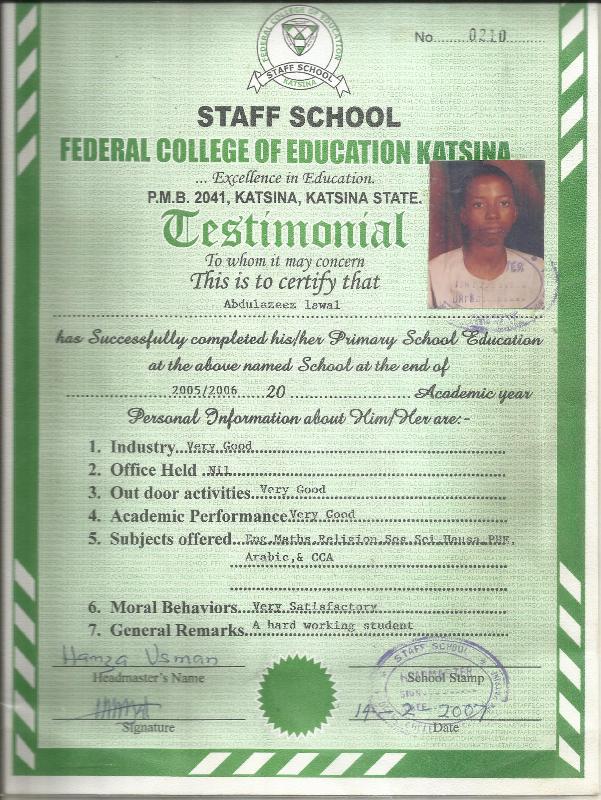 FEDERAL COLLEGE OF EDUCATION
STAFF SCHOOL
KATSINA
No.........0210...........
STAFF SCHOOL
FEDERAL COLLEGE OF EDUCATION KATSINA
... Excellence in Education.
P.M.B. 2041, KATSINA, KATSINA STATE.
Testimonial
To whom it may concern
This is to certify that
Abdulazeez lawal
has Successfully completed his/her Primary School Education
at the above named School at the end of
2005/2006 20 Academic year
Personal Information about Him/Her are:-
1. Industry...Very Good
2. Office Held .Nil
3. Out door activities. Very Good
4. Academic Performance Very Good
5. Subjects offered...Eng,Maths,Religion,Sos,Sci,Hausa,PHE,
Arabic,& CCA
6. Moral Behaviors...Very Satisfactory
7. General Remarks..A hard working student
Hamza Usman
Headmaster's Name
School Stamp
STAFF SCHOOL
HEADMASTER
SIGN
DATE
14-2-2007
Signature
Date